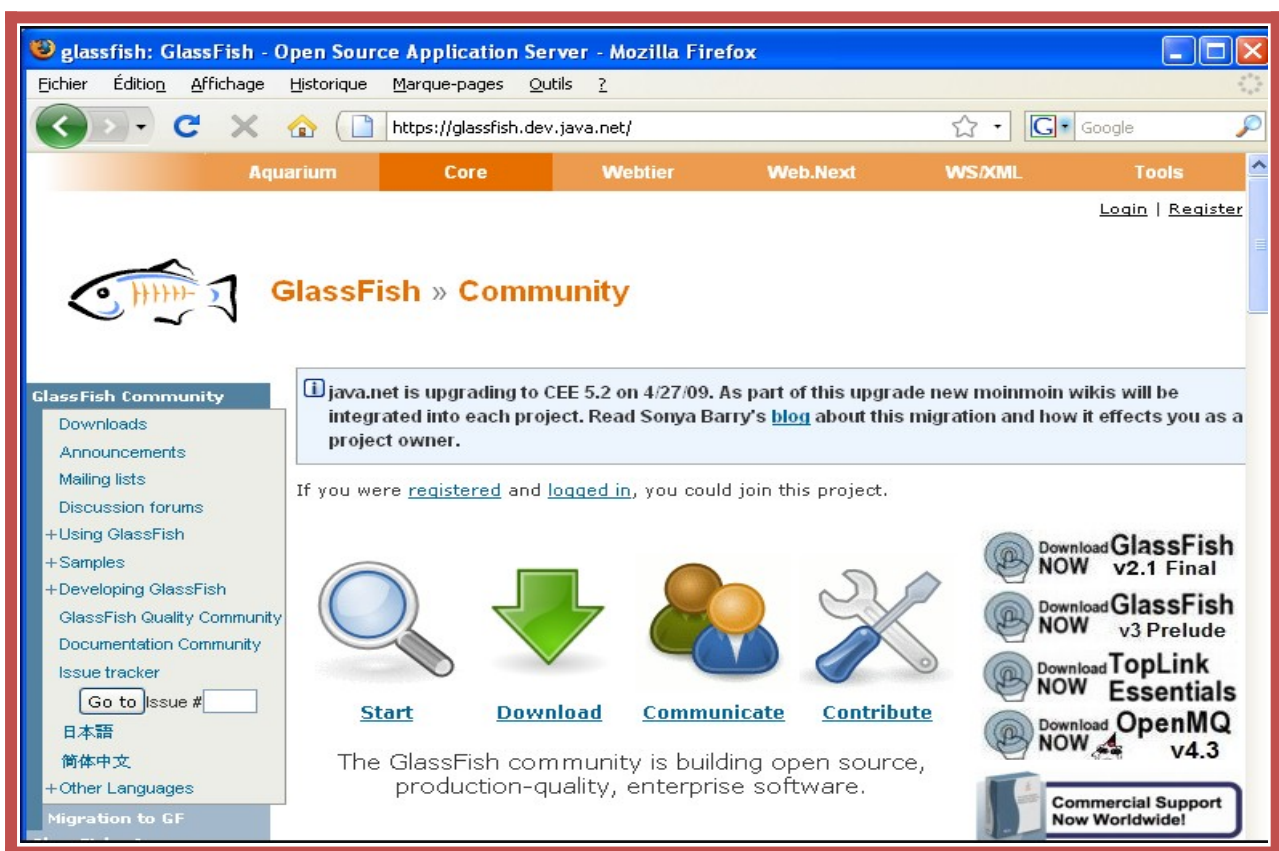 glassfish: GlassFish - Open Source Application Server - Mozilla Firefox
Fichier Édition Affichage Historique Marque-pages Outils ?
https://glassfish.dev.java.net/
G Google
Aquarium Core Webtier Web.Next WS/XML Tools
Login | Register
GlassFish » Community
GlassFish Community
Downloads
Announcements
Mailing lists
Discussion forums
+Using GlassFish
+Samples
+Developing GlassFish
GlassFish Quality Community
Documentation Community
Issue tracker
Go to Issue #
日本語
简体中文
+Other Languages
Migration to GF
java.net is upgrading to CEE 5.2 on 4/27/09. As part of this upgrade new moinmoin wikis will be
integrated into each project. Read Sonya Barry's blog about this migration and how it effects you as a
project owner.
If you were registered and logged in, you could join this project.
Start Download Communicate Contribute
The GlassFish community is building open source,
production-quality, enterprise software.
Download GlassFish
NOW v2.1 Final
Download GlassFish
NOW v3 Prelude
Download TopLink
NOW Essentials
Download OpenMQ
NOW v4.3
Commercial Support
Now Worldwide!